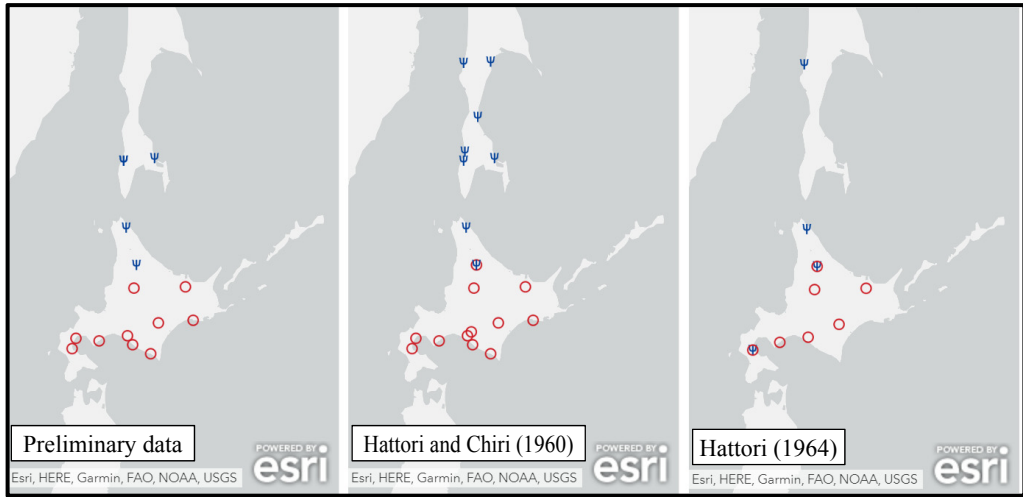 Preliminary data
POWERED BY
esri
Esri, HERE, Garmin, FAO, NOAA, USGS
Hattori and Chiri (1960)
POWERED BY
esri
Esri, HERE, Garmin, FAO, NOAA, USGS
Hattori (1964)
POWERED BY
esri
Esri, HERE, Garmin, FAO, NOAA, USGS